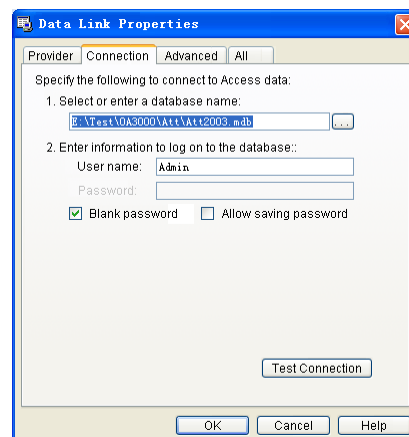 Data Link Properties
Provider Connection Advanced All
Specify the following to connect to Access data:
1. Select or enter a database name:
E:\Test\OA3000\Att\Att2003.mdb ...
2. Enter information to log on to the database::
User name: Admin
Password:
Blank password Allow saving password
Test Connection
OK Cancel Help